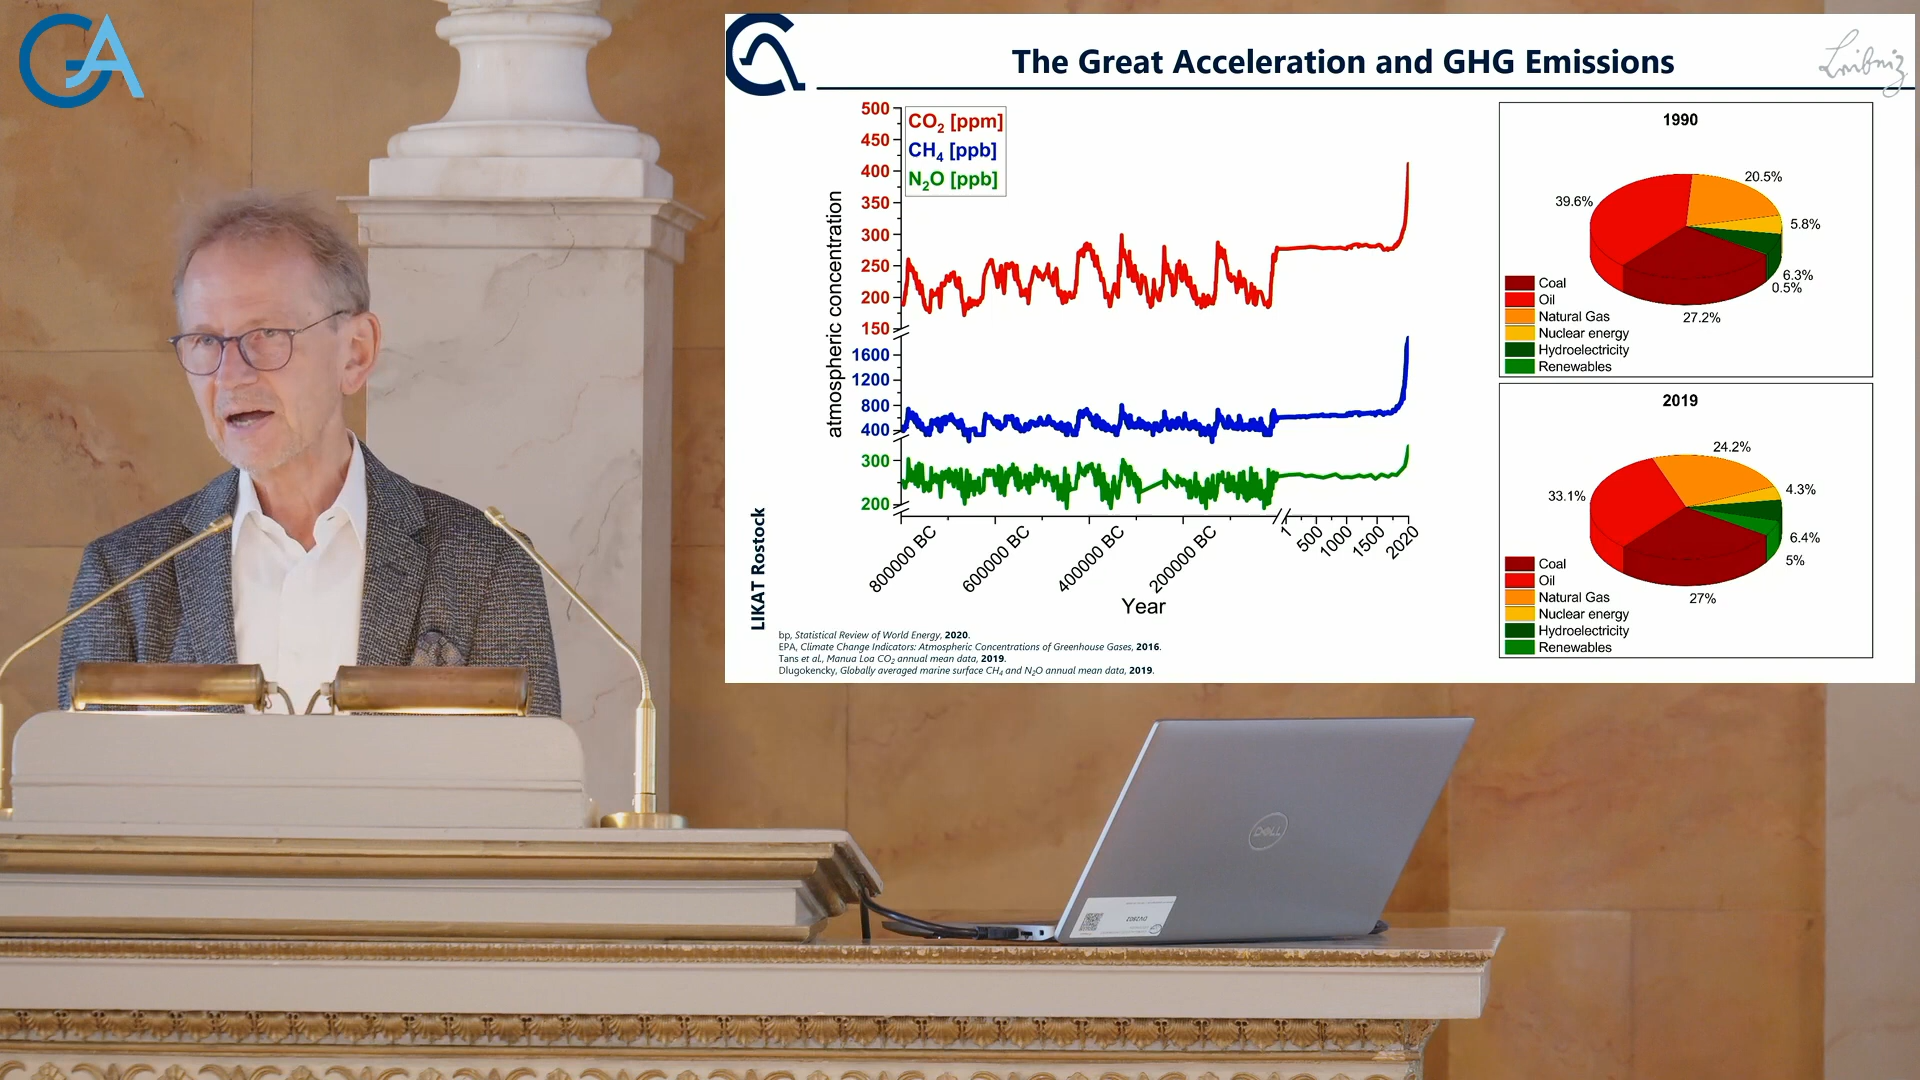 GA
The Great Acceleration and GHG Emissions
Leibniz
CO2 [ppm]
CH4 [ppb]
N2O [ppb]
atmospheric concentration
500
450
400
350
300
250
200
150
1600
1200
800
400
300
200
800000 BC
600000 BC
400000 BC
200000 BC
1
500
1000
1500
2020
Year
LIKAT Rostock
1990
20.5%
39.6%
5.8%
6.3%
0.5%
27.2%
Coal
Oil
Natural Gas
Nuclear energy
Hydroelectricity
Renewables
2019
24.2%
33.1%
4.3%
6.4%
5%
27%
Coal
Oil
Natural Gas
Nuclear energy
Hydroelectricity
Renewables
bp, Statistical Review of World Energy, 2020.
EPA, Climate Change Indicators: Atmospheric Concentrations of Greenhouse Gases, 2016.
Tans et al., Manua Loa CO2 annual mean data, 2019.
Dlugokencky, Globally averaged marine surface CH4 and N2O annual mean data, 2019.
DELL